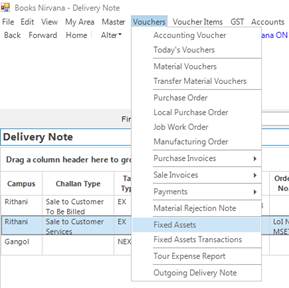 Books Nirvana - Delivery Note
Edit View My Area Master Vouchers Voucher Items GST Accounts
Back Forward Home Alter ana ON
Accounting Voucher
Today's Vouchers
Material Vouchers
Transfer Material Vouchers
Purchase Order
Local Purchase Order
Job Work Order
Manufacturing Order
Purchase Invoices
Sale Invoices
Payments
Material Rejection Note
Fixed Assets
Fixed Assets Transactions
Tour Expense Report
Outgoing Delivery Note
Fin
Delivery Note
Drag a column header here to gro
Campus Challan Type Ta Typ Order No.
Rithani Sale to Customer To Be Billed EX
Rithani Sale to Customer Services EX LoI N MSET
Gangol NEX